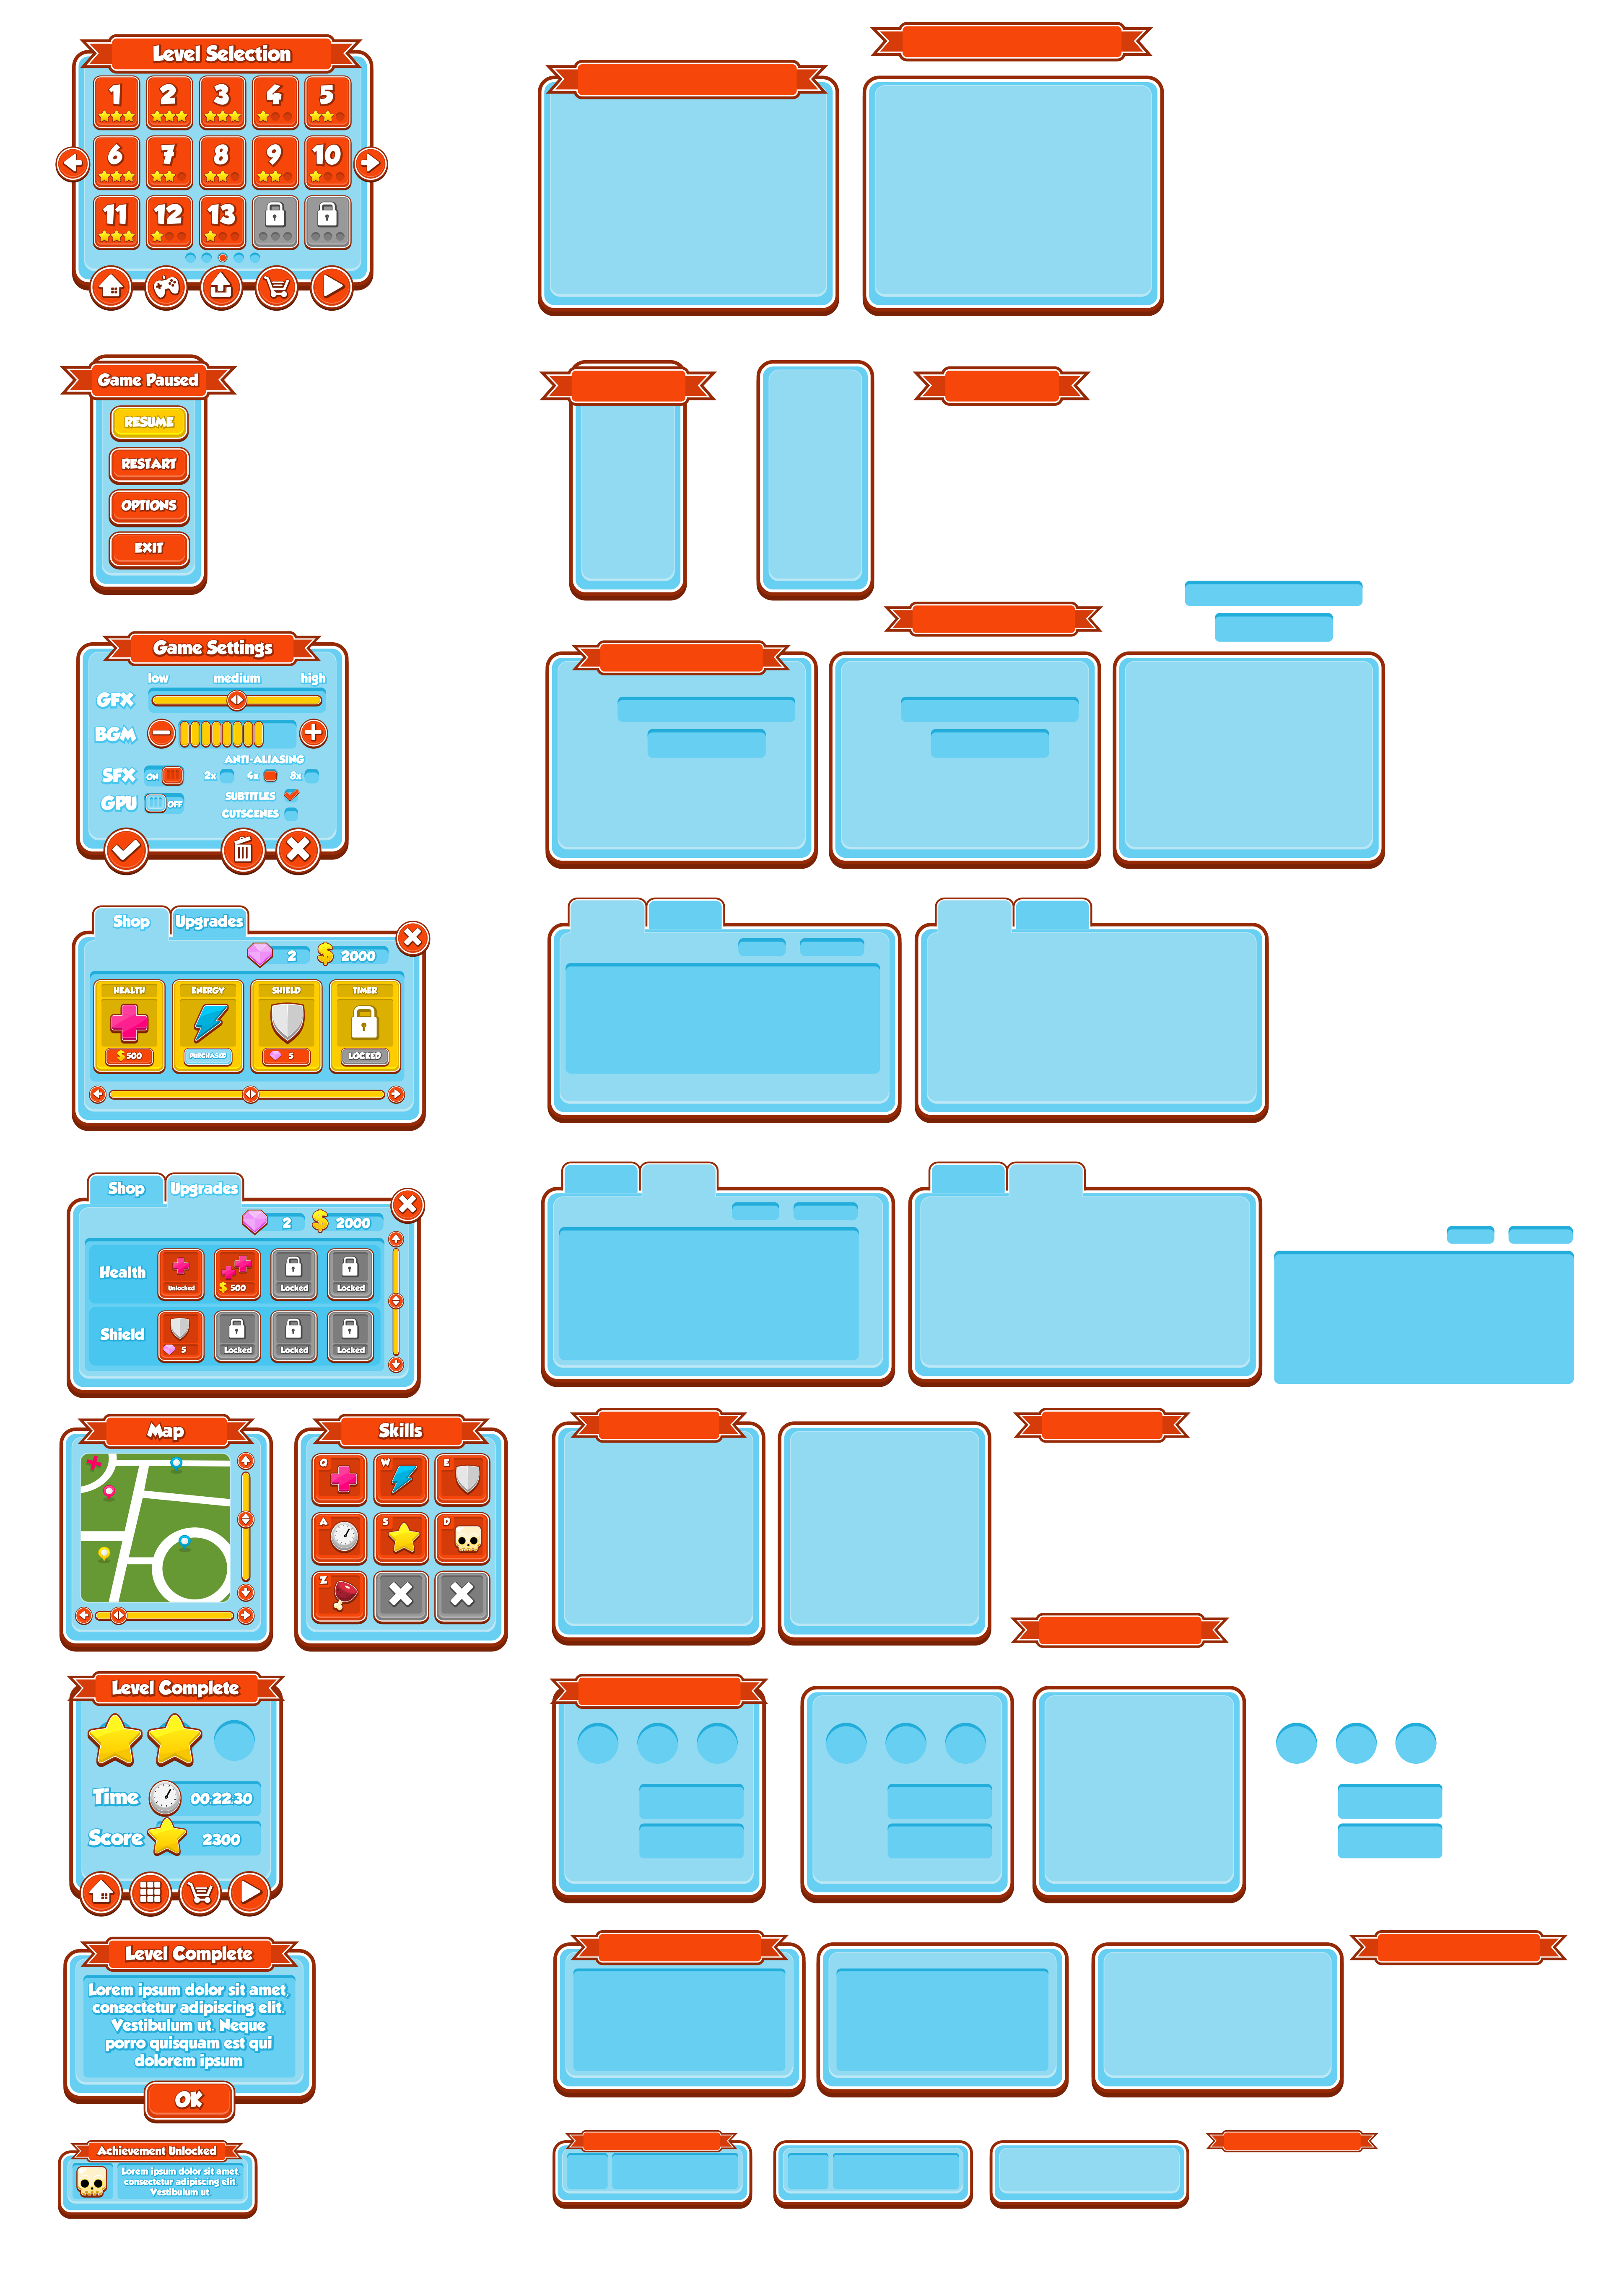 Level Selection
1 2 3 4 5
6 7 8 9 10
11 12 13
Game Paused
RESUME
RESTART
OPTIONS
EXIT
Game Settings
low medium high
GFX
BGM
ANTI-ALIASING
SFX ON 2x 4x 8x
SUBTITLES
GPU OFF
CUTSCENES
Shop Upgrades
2 $ 2000
HEALTH ENERGY SHIELD TIMER
$ 500 PURCHASED 5 LOCKED
Shop Upgrades
2 $ 2000
Health
Unlocked $ 500 Locked Locked
Shield
5 Locked Locked Locked
Map
Skills
Q W E
A S D
Z
Level Complete
Time 00:22:30
Score 2300
Level Complete
Lorem ipsum dolor sit amet,
consectetur adipiscing elit.
Vestibulum ut. Neque
porro quisquam est qui
dolorem ipsum
OK
Achievement Unlocked
Lorem ipsum dolor sit amet
consectetur adipiscing elit
Vestibulum ut